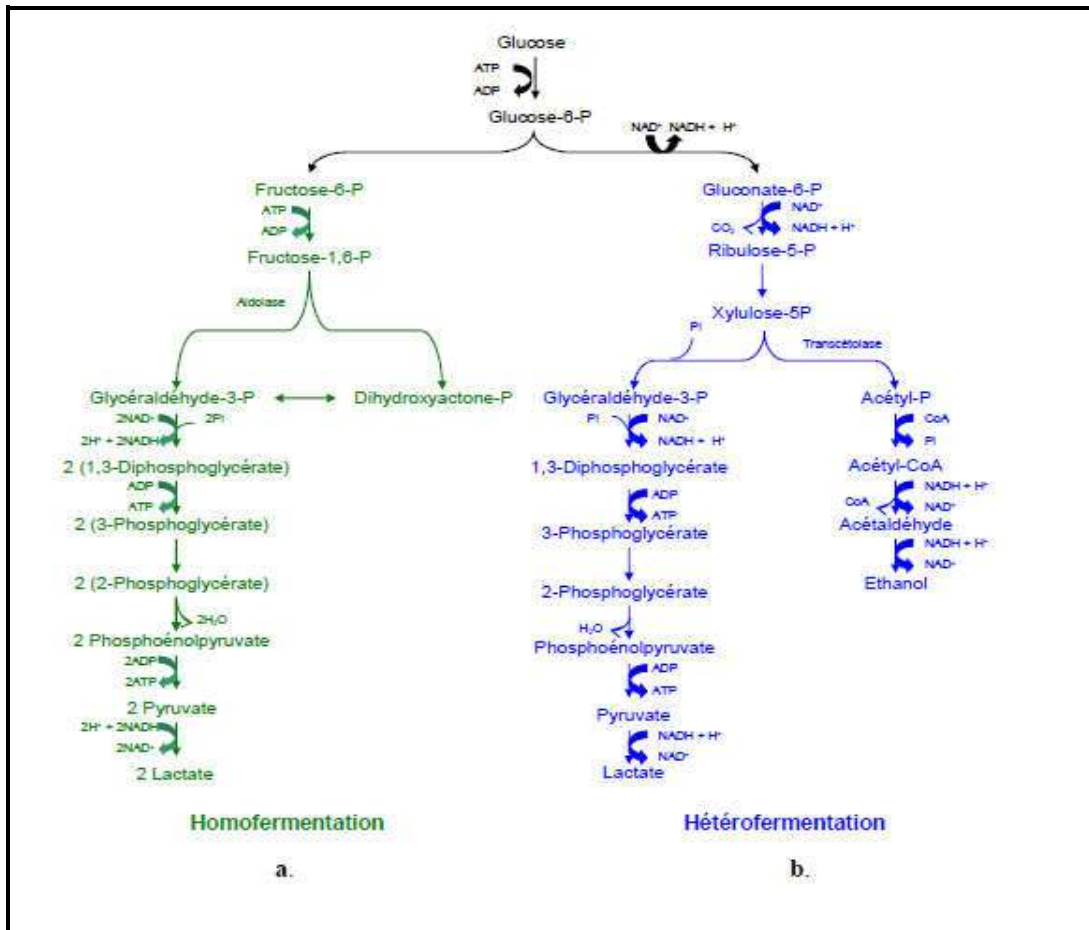 Glucose
ATP
ADP
Glucose-6-P
NAD⁺ NADH + H⁺
Fructose-6-P
ATP
ADP
Fructose-1,6-P
Aldolase
Glycéraldéhyde-3-P
Dihydroxyactone-P
2NAD⁺
2Pi
2H⁺ + 2NADH
2 (1,3-Diphosphoglycérate)
ADP
ATP
2 (3-Phosphoglycérate)
2 (2-Phosphoglycérate)
2H₂O
2 Phosphoénolpyruvate
2ADP
2ATP
2 Pyruvate
2H⁺ + 2NADH
2NAD⁺
2 Lactate
Homofermentation
a.
Gluconate-6-P
NAD⁺
CO₂
NADH + H⁺
Ribulose-5-P
Xylulose-5P
Pi
Transcétolase
Glycéraldéhyde-3-P
Pi
NAD⁺
NADH + H⁺
1,3-Diphosphoglycérate
ADP
ATP
3-Phosphoglycérate
2-Phosphoglycérate
H₂O
Phosphoénolpyruvate
ADP
ATP
Pyruvate
NADH + H⁺
NAD⁺
Lactate
Acétyl-P
CoA
Pi
Acétyl-CoA
NADH + H⁺
CoA
NAD⁺
Acétaldéhyde
NADH + H⁺
NAD⁺
Ethanol
Hétérofermentation
b.